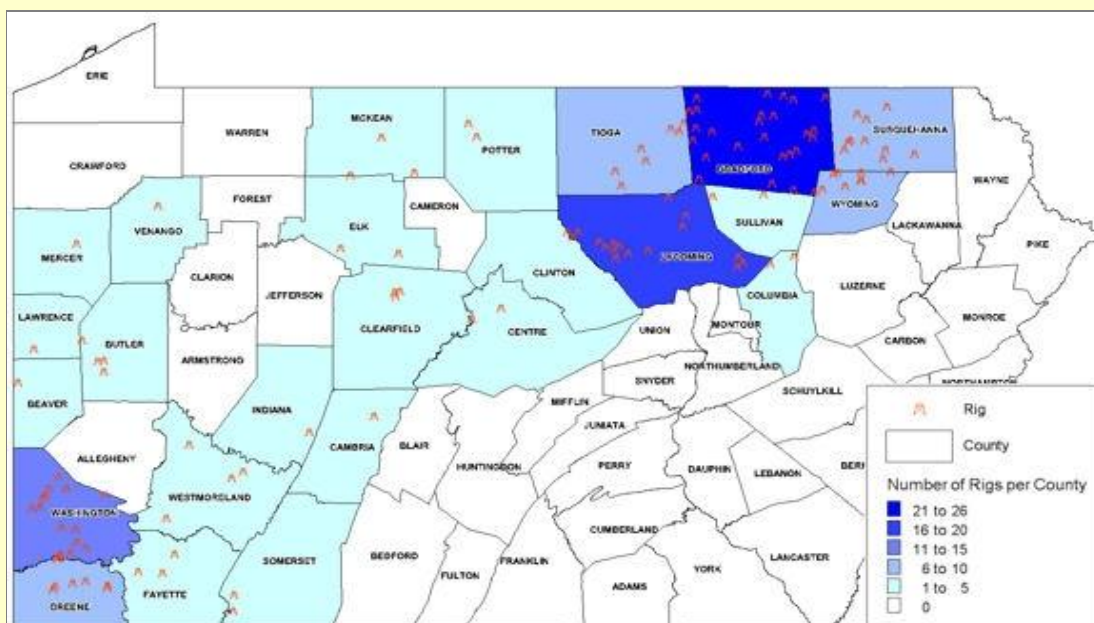 ERIE
WARREN
MCKEAN
POTTER
TIOGA
BRADFORD
SUSQUEHANNA
CRAWFORD
WAYNE
FOREST
CAMERON
WYOMING
LACKAWANNA
VENANGO
ELK
SULLIVAN
PIKE
MERCER
CLARION
JEFFERSON
CLINTON
LYCOMING
LUZERNE
LAWRENCE
BUTLER
CLEARFIELD
CENTRE
COLUMBIA
MONROE
UNION
MONTOUR
CARBON
ARMSTRONG
NORTHUMBERLAND
SNYDER
NORTHAMPTON
SCHUYLKILL
BEAVER
INDIANA
MIFFLIN
CAMBRIA
BLAIR
JUNIATA
ALLEGHENY
HUNTINGDON
PERRY
DAUPHIN
LEBANON
BER
WESTMORELAND
WASHINGTON
CUMBERLAND
SOMERSET
BEDFORD
FRANKLIN
LANCASTER
FULTON
YORK
ADAMS
FAYETTE
GREENE
Rig
County
Number of Rigs per County
21 to 26
16 to 20
11 to 15
6 to 10
1 to 5
0